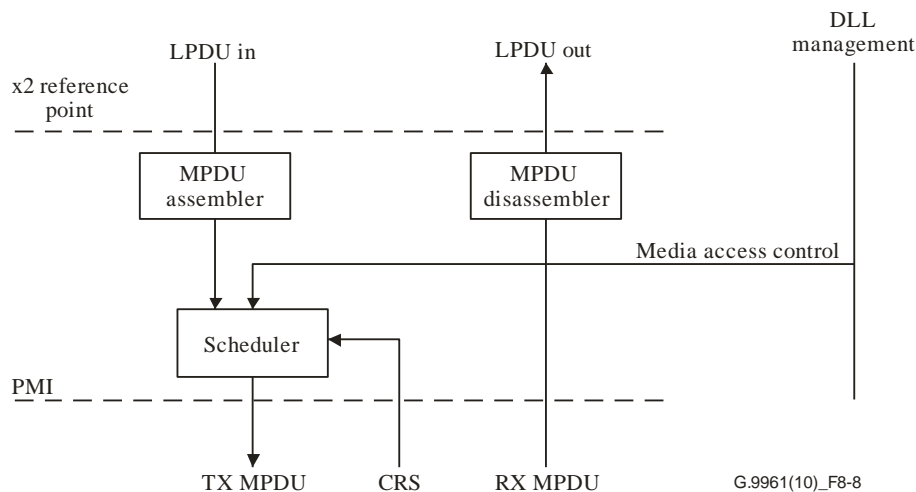 LPDU in
LPDU out
DLL
management
x2 reference
point
MPDU
assembler
MPDU
disassembler
Media access control
Scheduler
PMI
TX MPDU
CRS
RX MPDU
G.9961(10)_F8-8